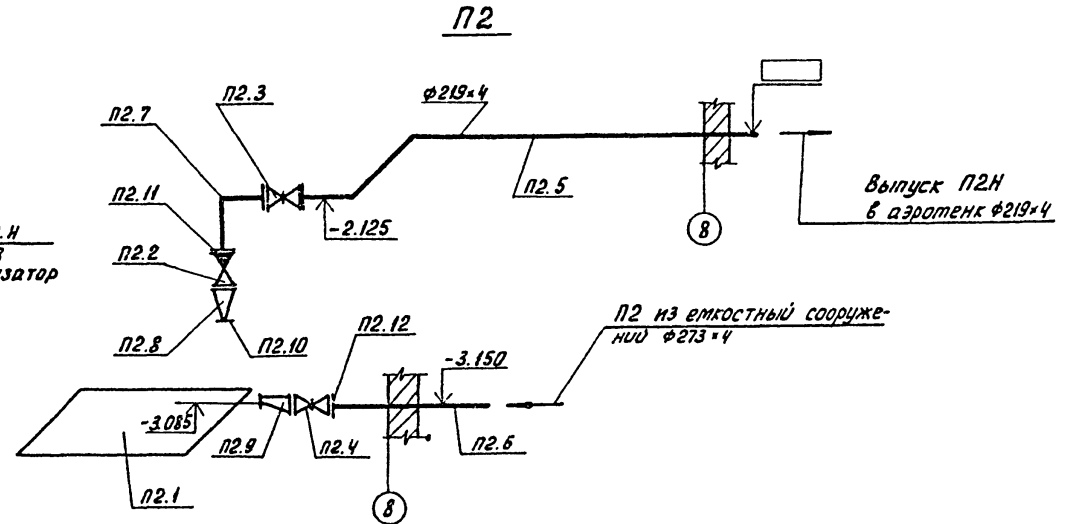 П2
П2.3
ф219×4
П2.7
П2.5
П2.11
-2.125
Выпуск П2Н
в аэротенк ф219×4
8
П2.2
затор
П2.8
П2.10
П2.12
П2 из емкостный сооруже-
ний ф273×4
-3.150
-3.085
П2.9
П2.4
П2.6
П2.1
8